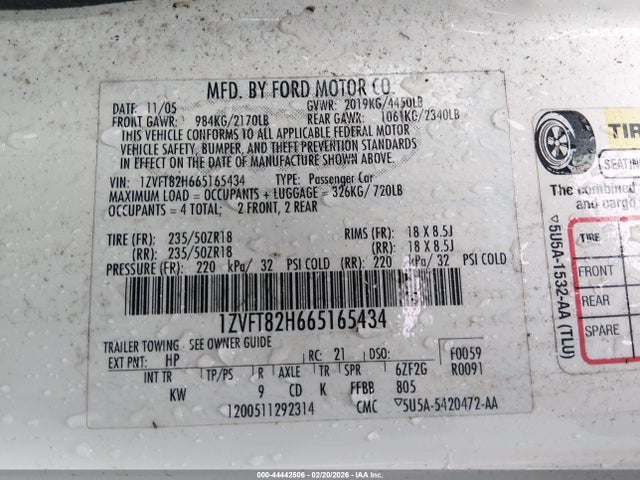 MFD. BY FORD MOTOR CO.
DATE: 11/05 GVWR: 2019KG/4450LB
FRONT GAWR: 984KG/2170LB REAR GAWR: 1061KG/2340LB
THIS VEHICLE CONFORMS TO ALL APPLICABLE FEDERAL MOTOR
VEHICLE SAFETY, BUMPER, AND THEFT PREVENTION STANDARDS
IN EFFECT ON THE DATE OF MANUFACTURE SHOWN ABOVE.
VIN: 1ZVFT82H665165434 TYPE: Passenger Car
MAXIMUM LOAD = OCCUPANTS + LUGGAGE = 326KG/720LB
OCCUPANTS = 4 TOTAL; 2 FRONT, 2 REAR
TIRE (FR): 235/50ZR18 RIMS (FR): 18 X 8.5J
(RR): 235/50ZR18 (RR): 18 X 8.5J
PRESSURE (FR): 220 kPa/ 32 PSI COLD (RR): 220 kPa/ 32 PSI COLD
1ZVFT82H665165434
TRAILER TOWING - SEE OWNER GUIDE
EXT PNT: HP RC: 21 DSO: F0059
INT TR TP/PS R AXLE TR SPR 6ZF2G R0091
KW 9 CD K FFBB 805
1200511292314 CMC ▽5U5A-5420472-AA
TIR
SEATIN
The combined
and cargo
TIRE
FRONT
REAR
SPARE
▽5U5A-1532-AA (TLU)
000-44442506 - 02/20/2026 - COPYRIGHT © IAA, LLC